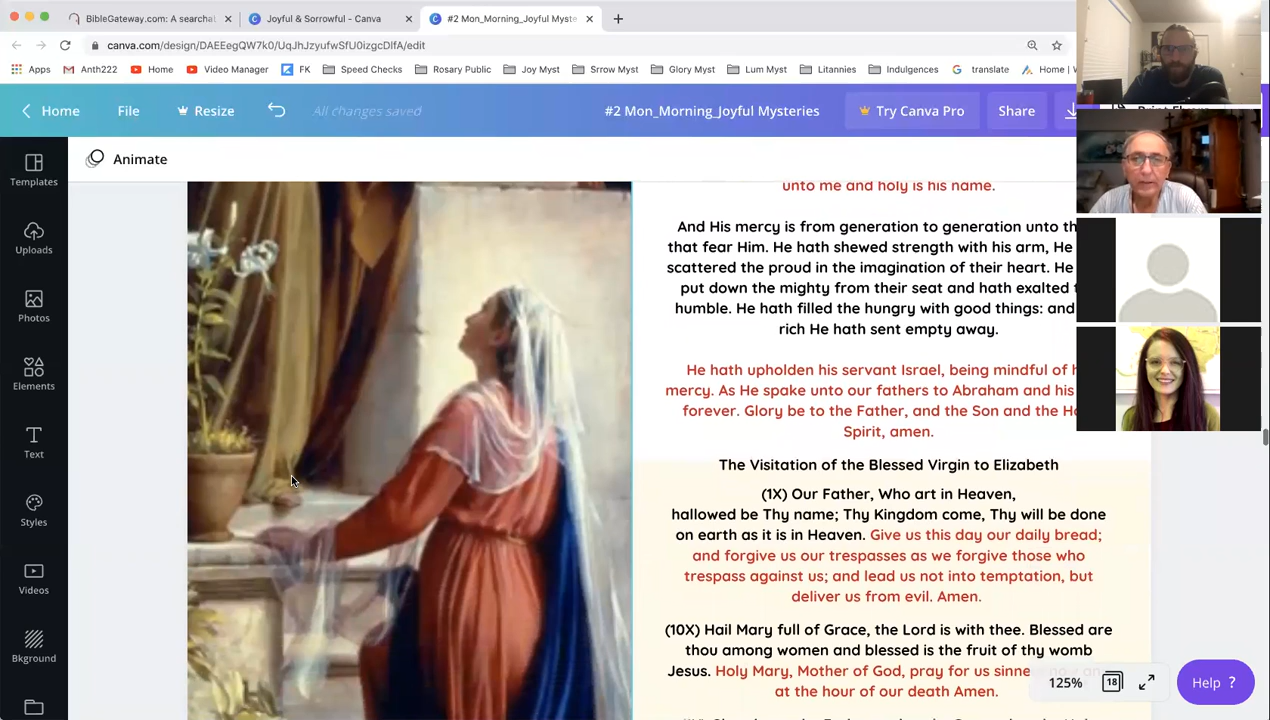 BibleGateway.com: A searchal
Joyful & Sorrowful - Canva
#2 Mon_Morning_Joyful Myste
canva.com/design/DAEEegQW7k0/UqJhJzyufwSfU0izgcDlfA/edit
Apps
Anth222
Home
Video Manager
FK
Speed Checks
Rosary Public
Joy Myst
Srrow Myst
Glory Myst
Lum Myst
Litannies
Indulgences
translate
Home | W
Home
File
Resize
All changes saved
#2 Mon_Morning_Joyful Mysteries
Try Canva Pro
Share
Animate
Templates
Uploads
Photos
Elements
Text
Styles
Videos
Bkground
unto me and holy is his name.
And His mercy is from generation to generation unto th
that fear Him. He hath shewed strength with his arm, He
scattered the proud in the imagination of their heart. He
put down the mighty from their seat and hath exalted t
humble. He hath filled the hungry with good things: and
rich He hath sent empty away.
He hath upholden his servant Israel, being mindful of h
mercy. As He spake unto our fathers to Abraham and his
forever. Glory be to the Father, and the Son and the Ho
Spirit, amen.
The Visitation of the Blessed Virgin to Elizabeth
(1X) Our Father, Who art in Heaven,
hallowed be Thy name; Thy Kingdom come, Thy will be done
on earth as it is in Heaven. Give us this day our daily bread;
and forgive us our trespasses as we forgive those who
trespass against us; and lead us not into temptation, but
deliver us from evil. Amen.
(10X) Hail Mary full of Grace, the Lord is with thee. Blessed are
thou among women and blessed is the fruit of thy womb
Jesus. Holy Mary, Mother of God, pray for us sinne
at the hour of our death Amen.
125%
18
Help ?